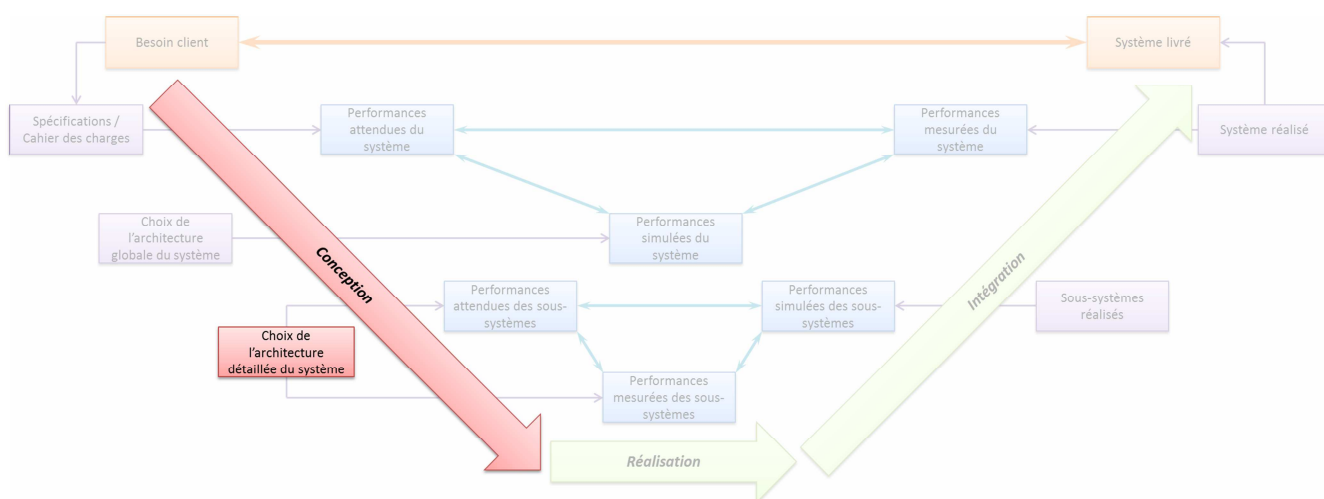 Besoin client
Système livré
Spécifications /
Cahier des charges
Performances
attendues du
système
Performances
mesurées du
système
Système réalisé
Choix de
l'architecture
globale du système
Performances
simulées du
système
Conception
Intégration
Performances
attendues des sous-
systèmes
Performances
simulées des sous-
systèmes
Sous-systèmes
réalisés
Choix de
l'architecture
détaillée du système
Performances
mesurées des sous-
systèmes
Réalisation